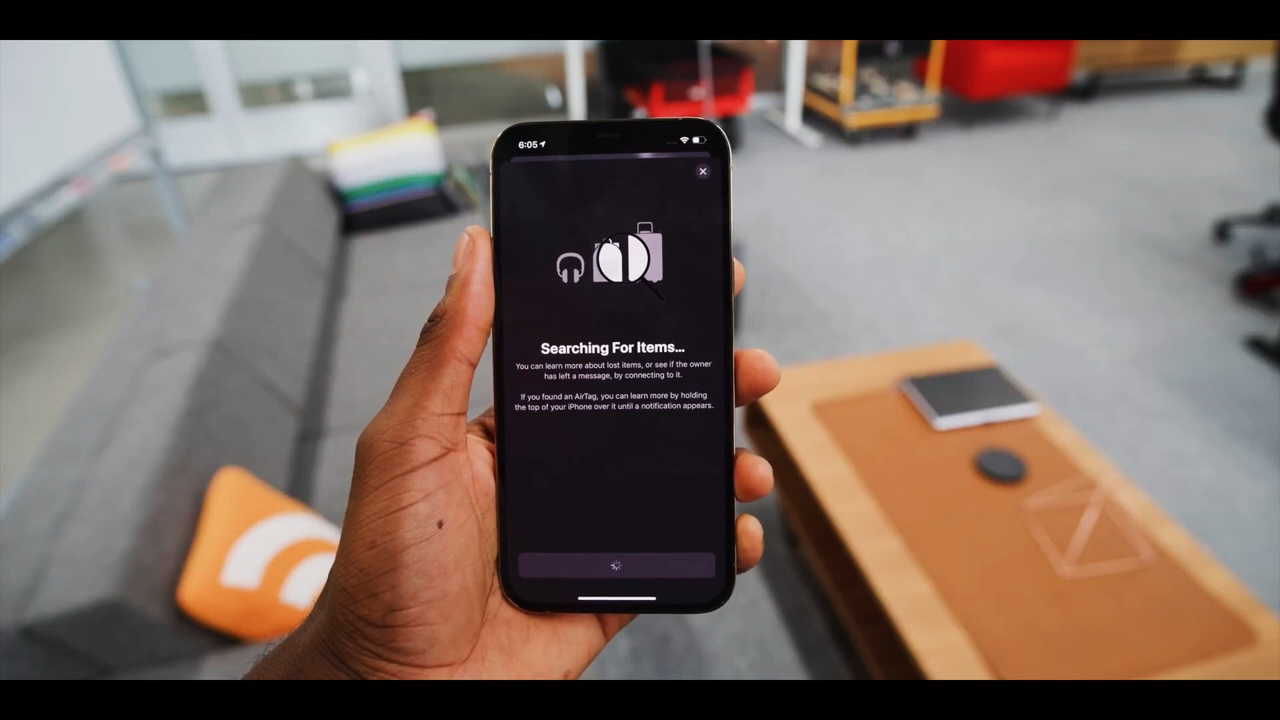 6:05
Searching For Items...
You can learn more about lost items, or see if the owner
has left a message, by connecting to it.
If you found an AirTag, you can learn more by holding
the top of your iPhone over it until a notification appears.